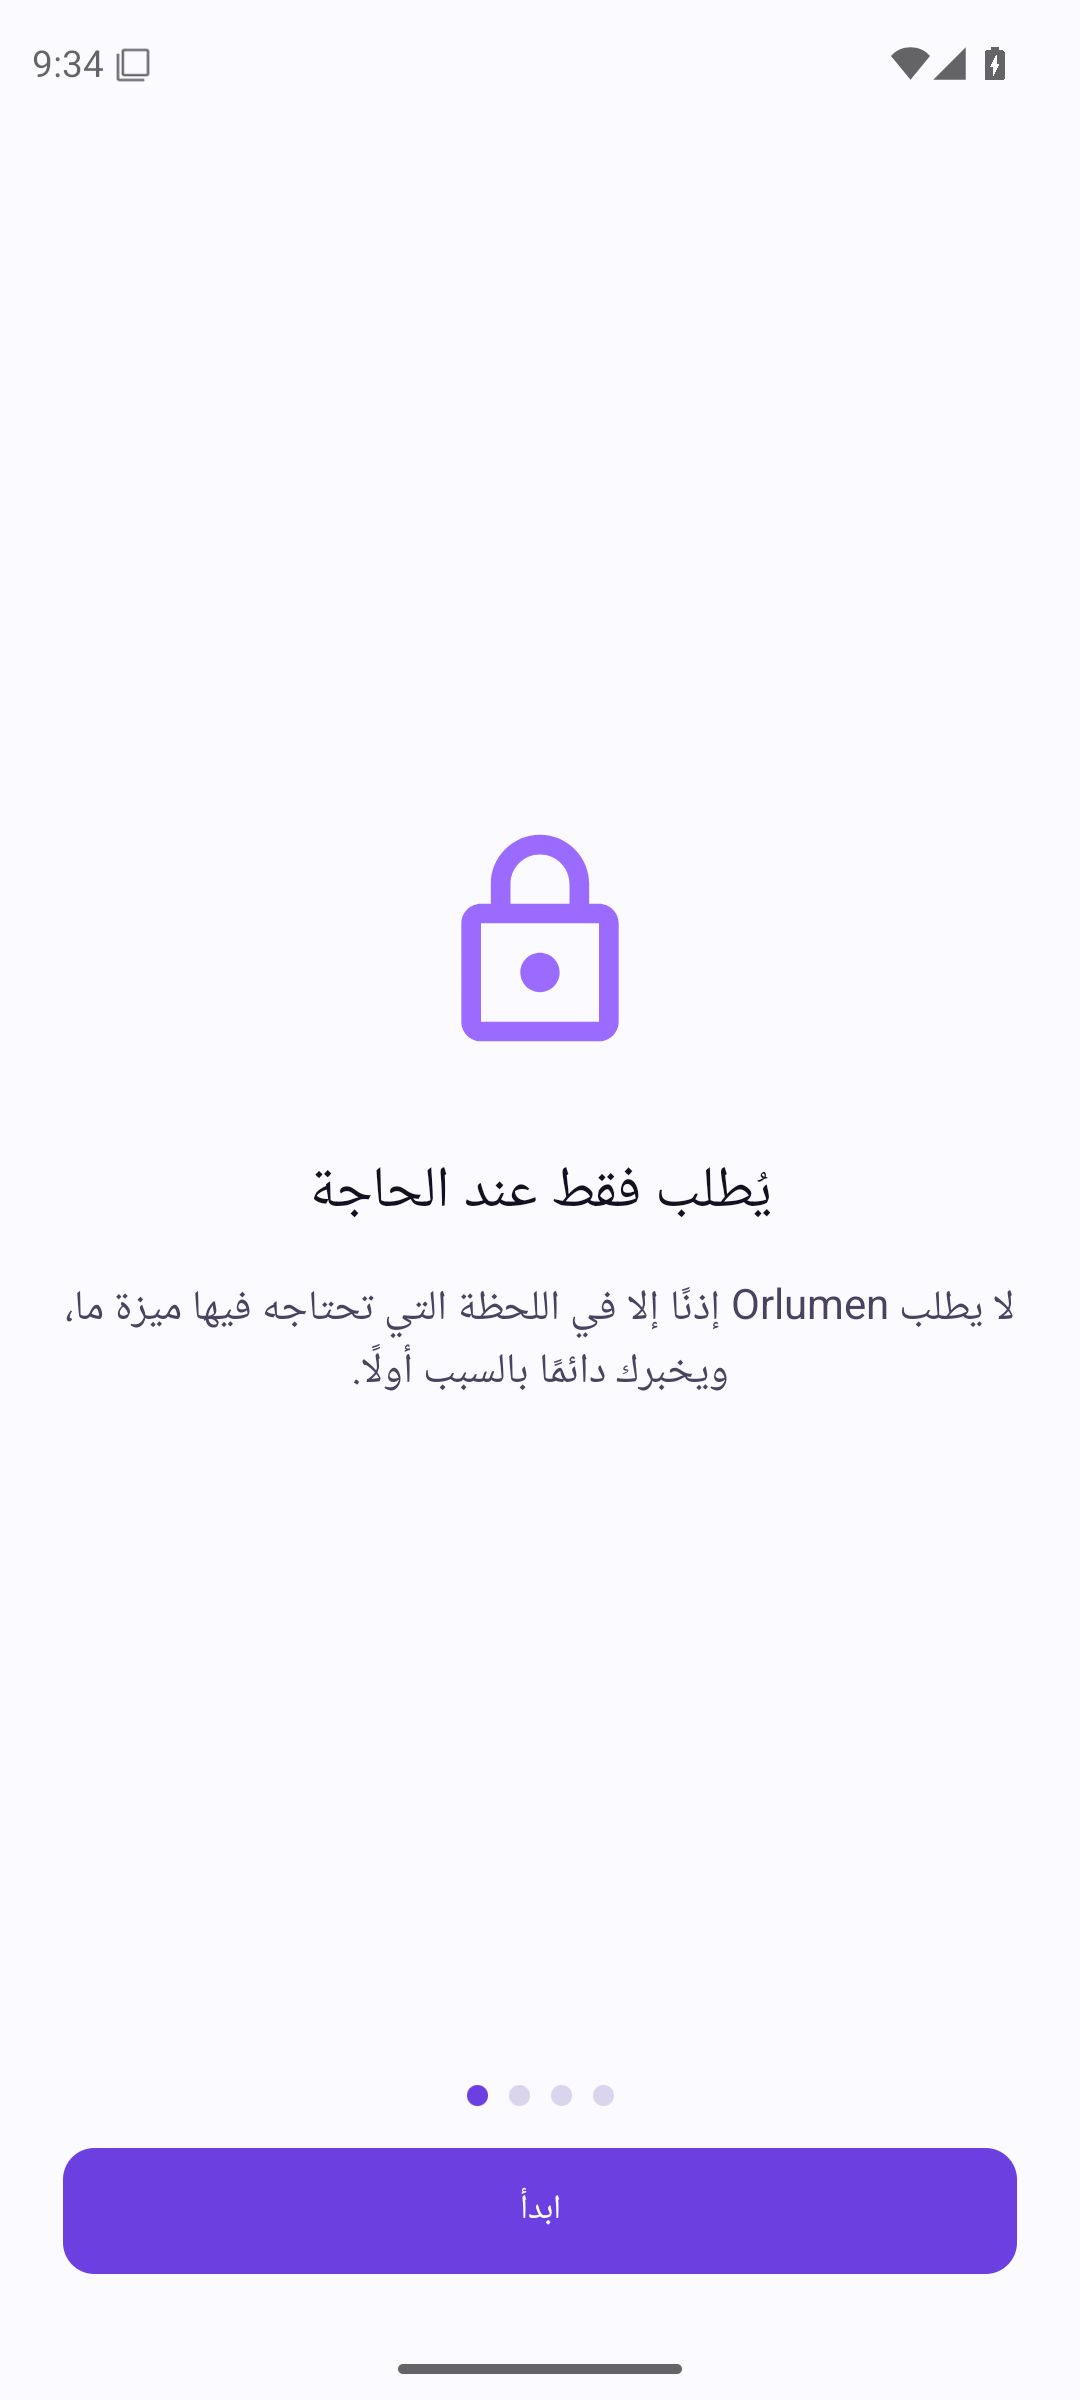 9:34
يُطلب فقط عند الحاجة
لا يطلب Orlumen إذنًا إلا في اللحظة التي تحتاجه فيها ميزة ما،
ويخبرك دائمًا بالسبب أولًا.
ابدأ